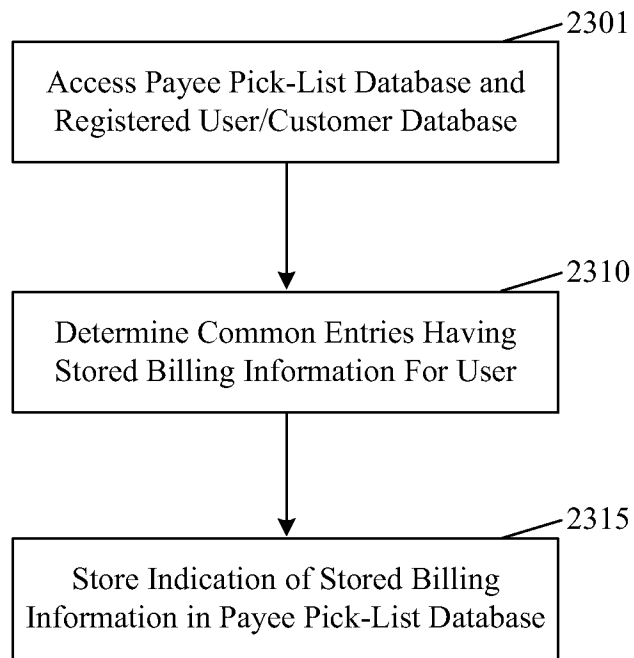 2301
Access Payee Pick-List Database and
Registered User/Customer Database
2310
Determine Common Entries Having
Stored Billing Information For User
2315
Store Indication of Stored Billing
Information in Payee Pick-List Database